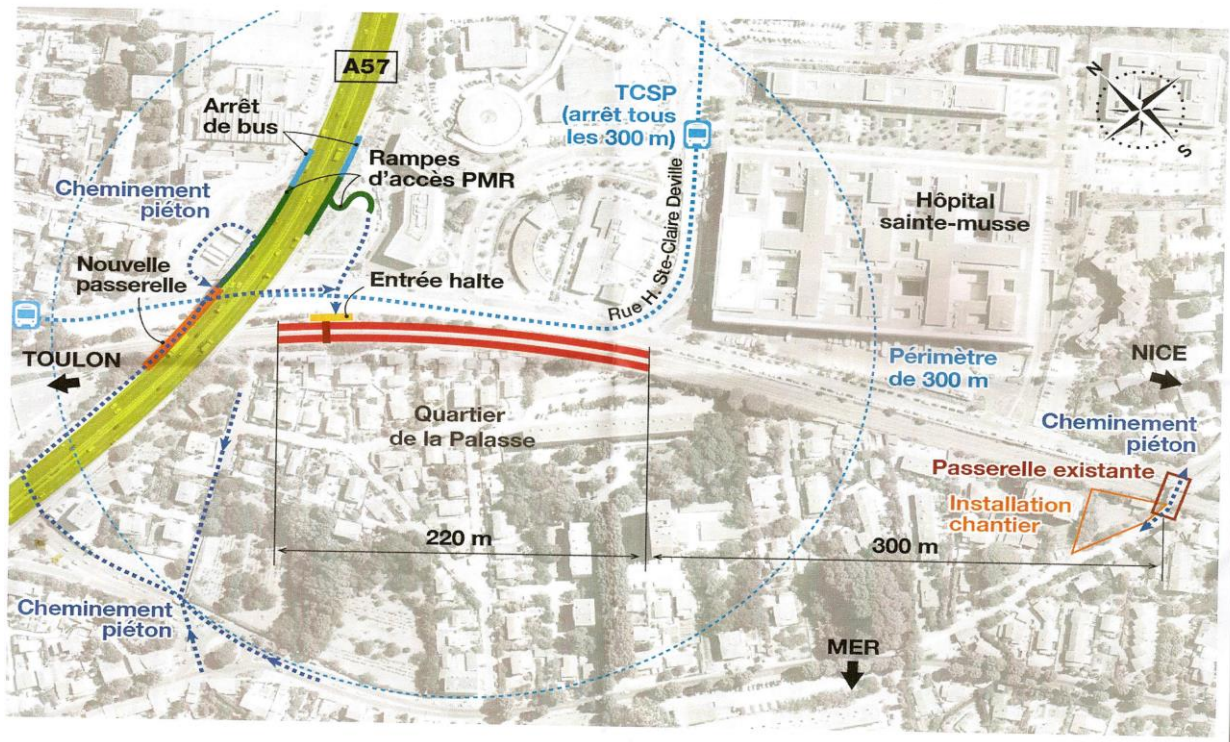 A57
Arrêt
de bus
TCSP
(arrêt tous
les 300 m)
N
S
Rampes
d'accès PMR
Cheminement
piéton
Hôpital
sainte-musse
Rue H. Ste-Claire Deville
Nouvelle
passerelle
Entrée halte
TOULON
Périmètre
de 300 m
NICE
Quartier
de la Palasse
Cheminement
piéton
Passerelle existante
Installation
chantier
220 m
300 m
Cheminement
piéton
MER